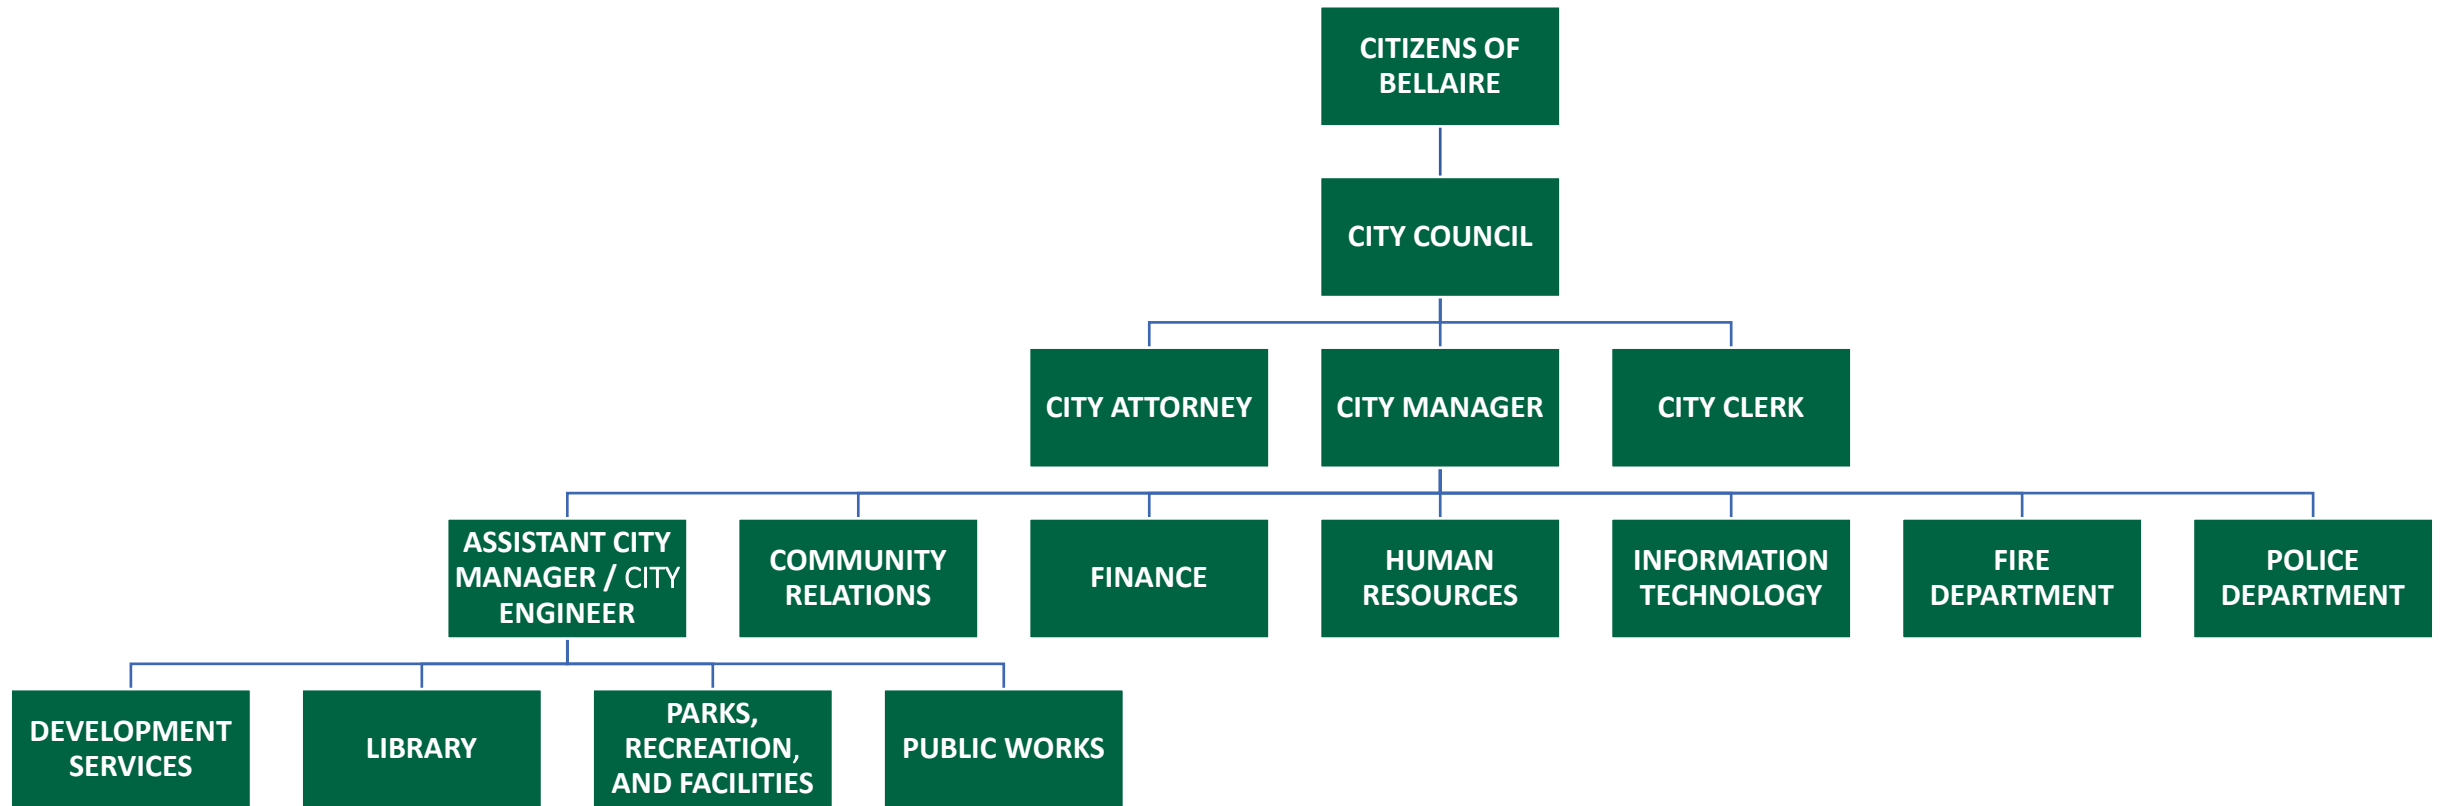 CITIZENS OF
BELLAIRE
CITY COUNCIL
CITY ATTORNEY
CITY MANAGER
CITY CLERK
ASSISTANT CITY
MANAGER / CITY
ENGINEER
COMMUNITY
RELATIONS
FINANCE
HUMAN
RESOURCES
INFORMATION
TECHNOLOGY
FIRE
DEPARTMENT
POLICE
DEPARTMENT
DEVELOPMENT
SERVICES
LIBRARY
PARKS,
RECREATION,
AND FACILITIES
PUBLIC WORKS